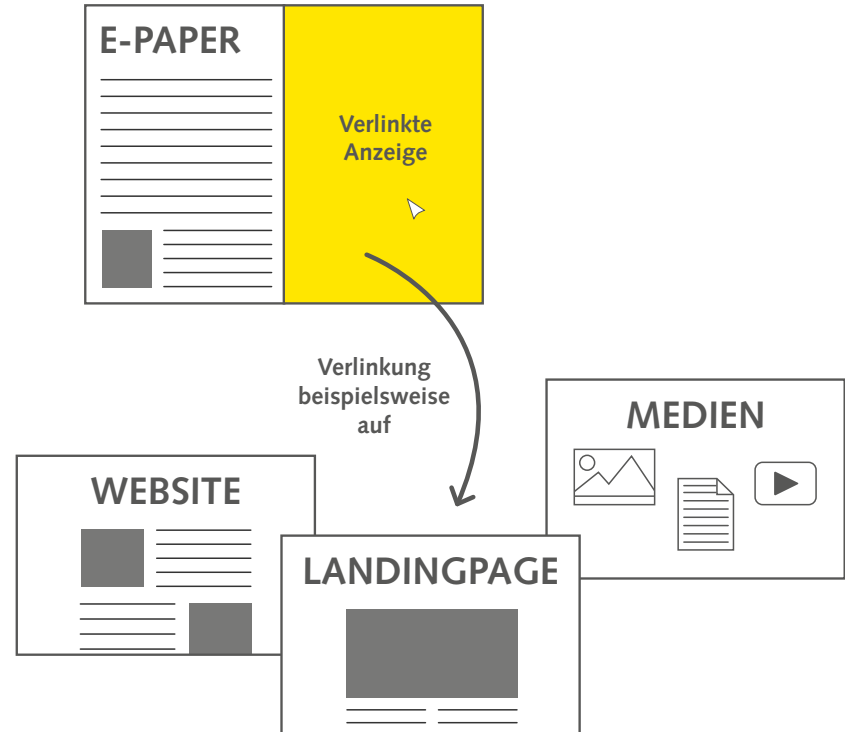 E-PAPER
Verlinkte
Anzeige
Verlinkung
beispielsweise
auf
MEDIEN
WEBSITE
LANDINGPAGE